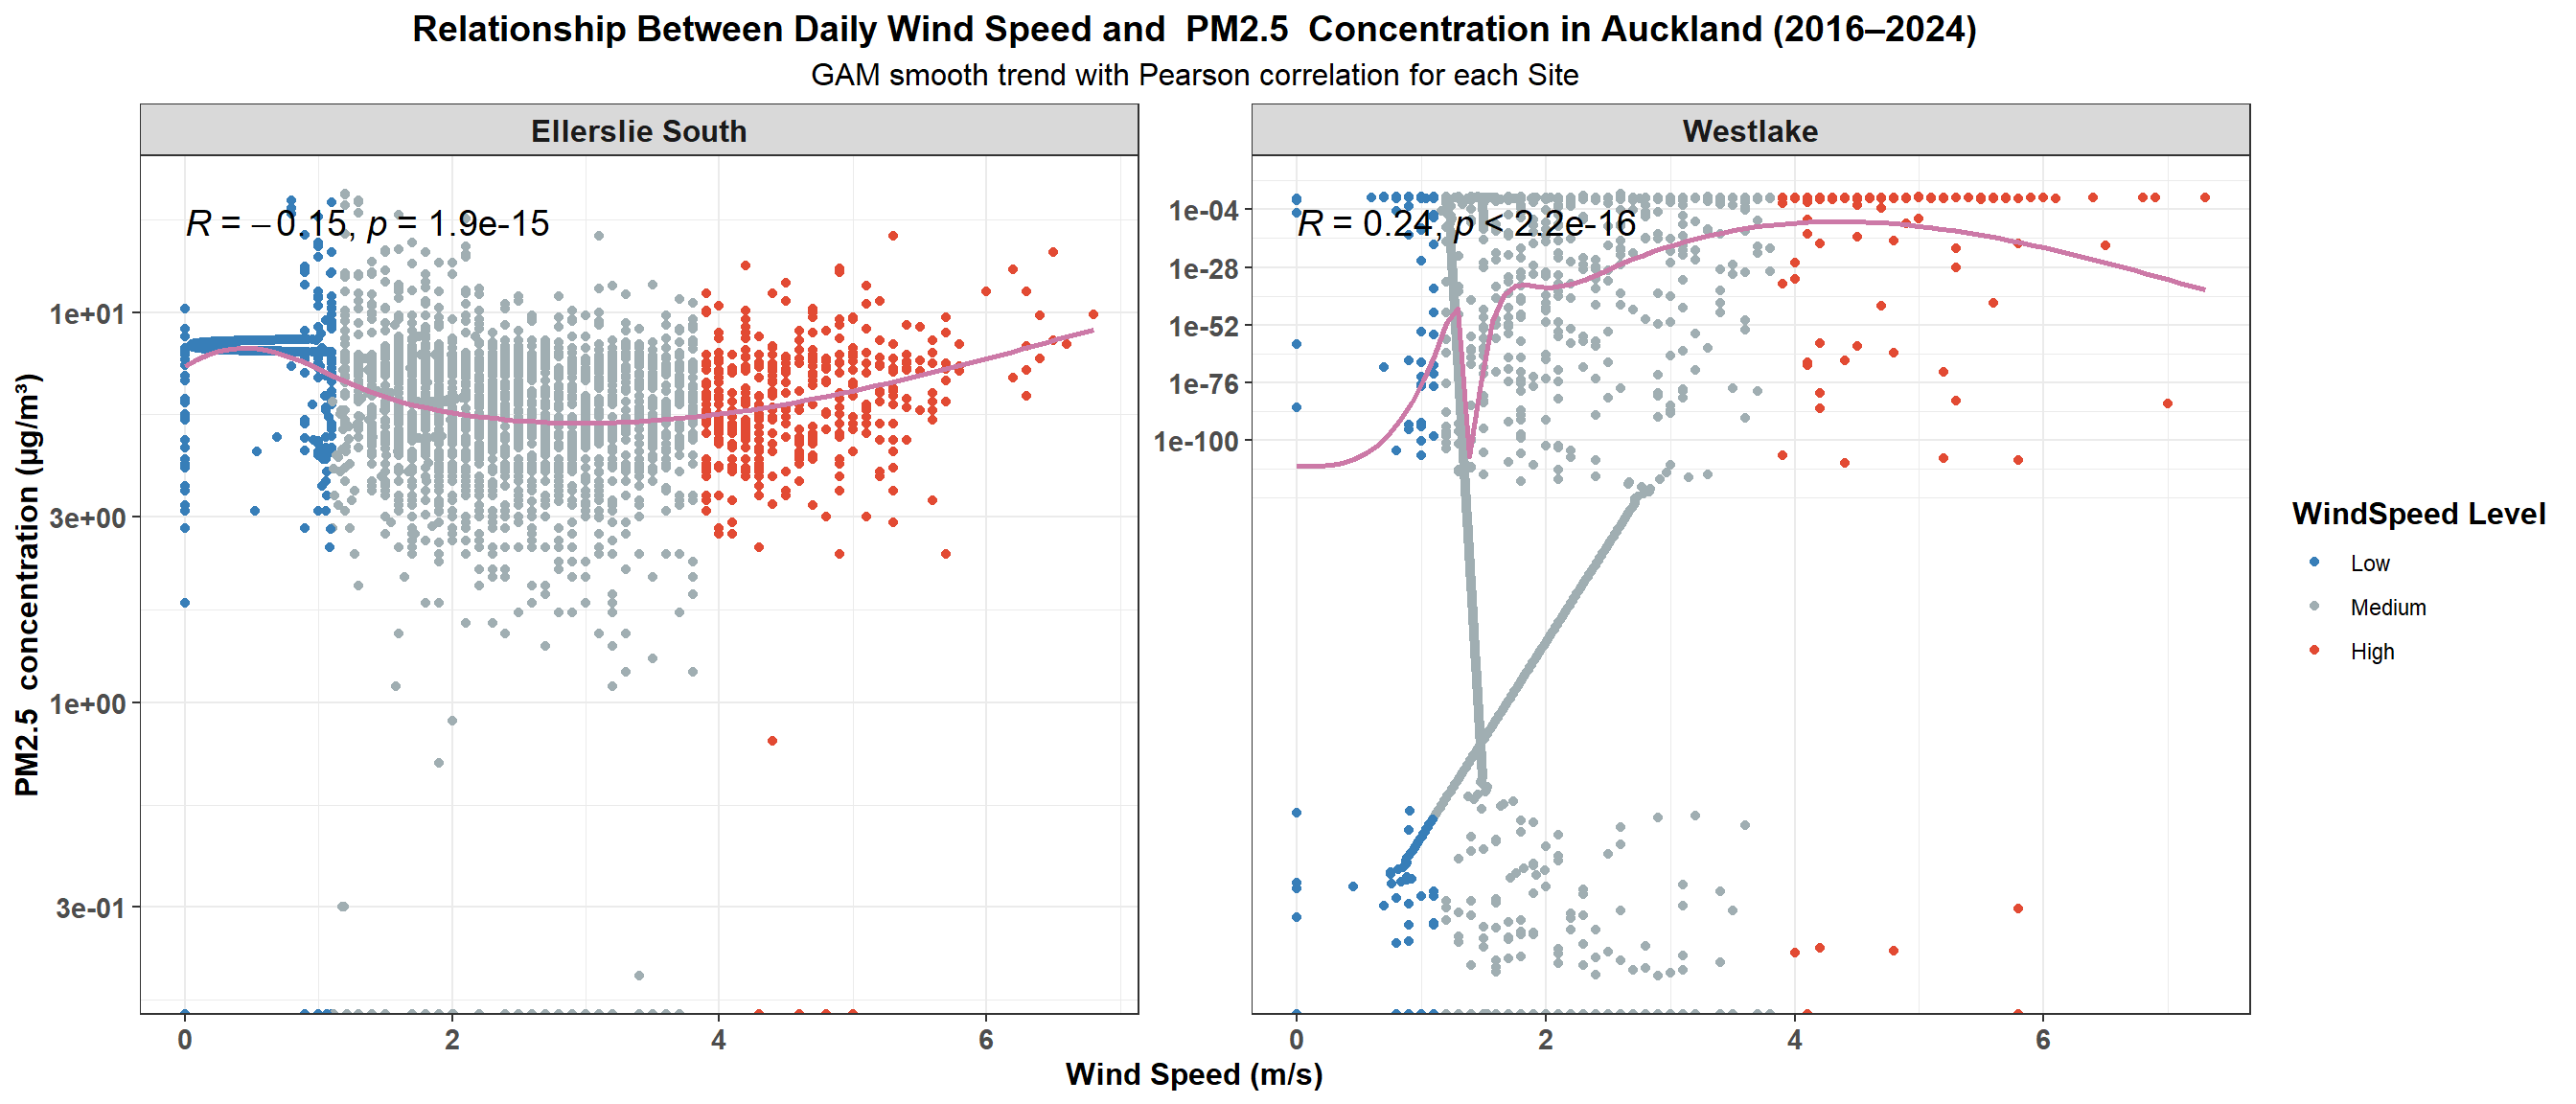 Relationship Between Daily Wind Speed and  PM2.5  Concentration in Auckland (2016–2024)
GAM smooth trend with Pearson correlation for each Site
Ellerslie South
Westlake
R = −0.15, p = 1.9e-15
R = 0.24, p < 2.2e-16
PM2.5  concentration (µg/m³)
1e+01
3e+00
1e+00
3e-01
1e-04
1e-28
1e-52
1e-76
1e-100
0 2 4 6
0 2 4 6
Wind Speed (m/s)
WindSpeed Level
Low
Medium
High